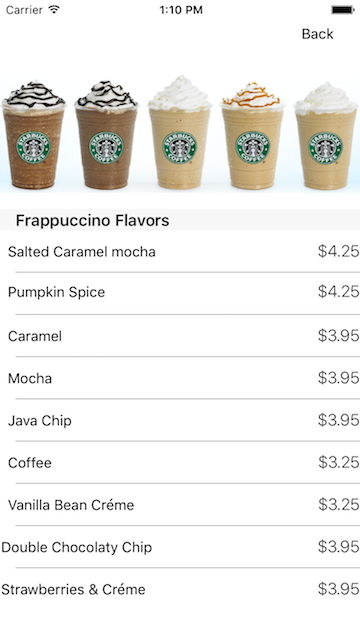 Carrier 1:10 PM
Back
STARBUCKS COFFEE STARBUCKS COFFEE STARBUCKS COFFEE STARBUCKS COFFEE STARBUCKS COFFEE
Frappuccino Flavors
Salted Caramel mocha $4.25
Pumpkin Spice $4.25
Caramel $3.95
Mocha $3.95
Java Chip $3.95
Coffee $3.25
Vanilla Bean Créme $3.25
Double Chocolaty Chip $3.95
Strawberries & Créme $3.95